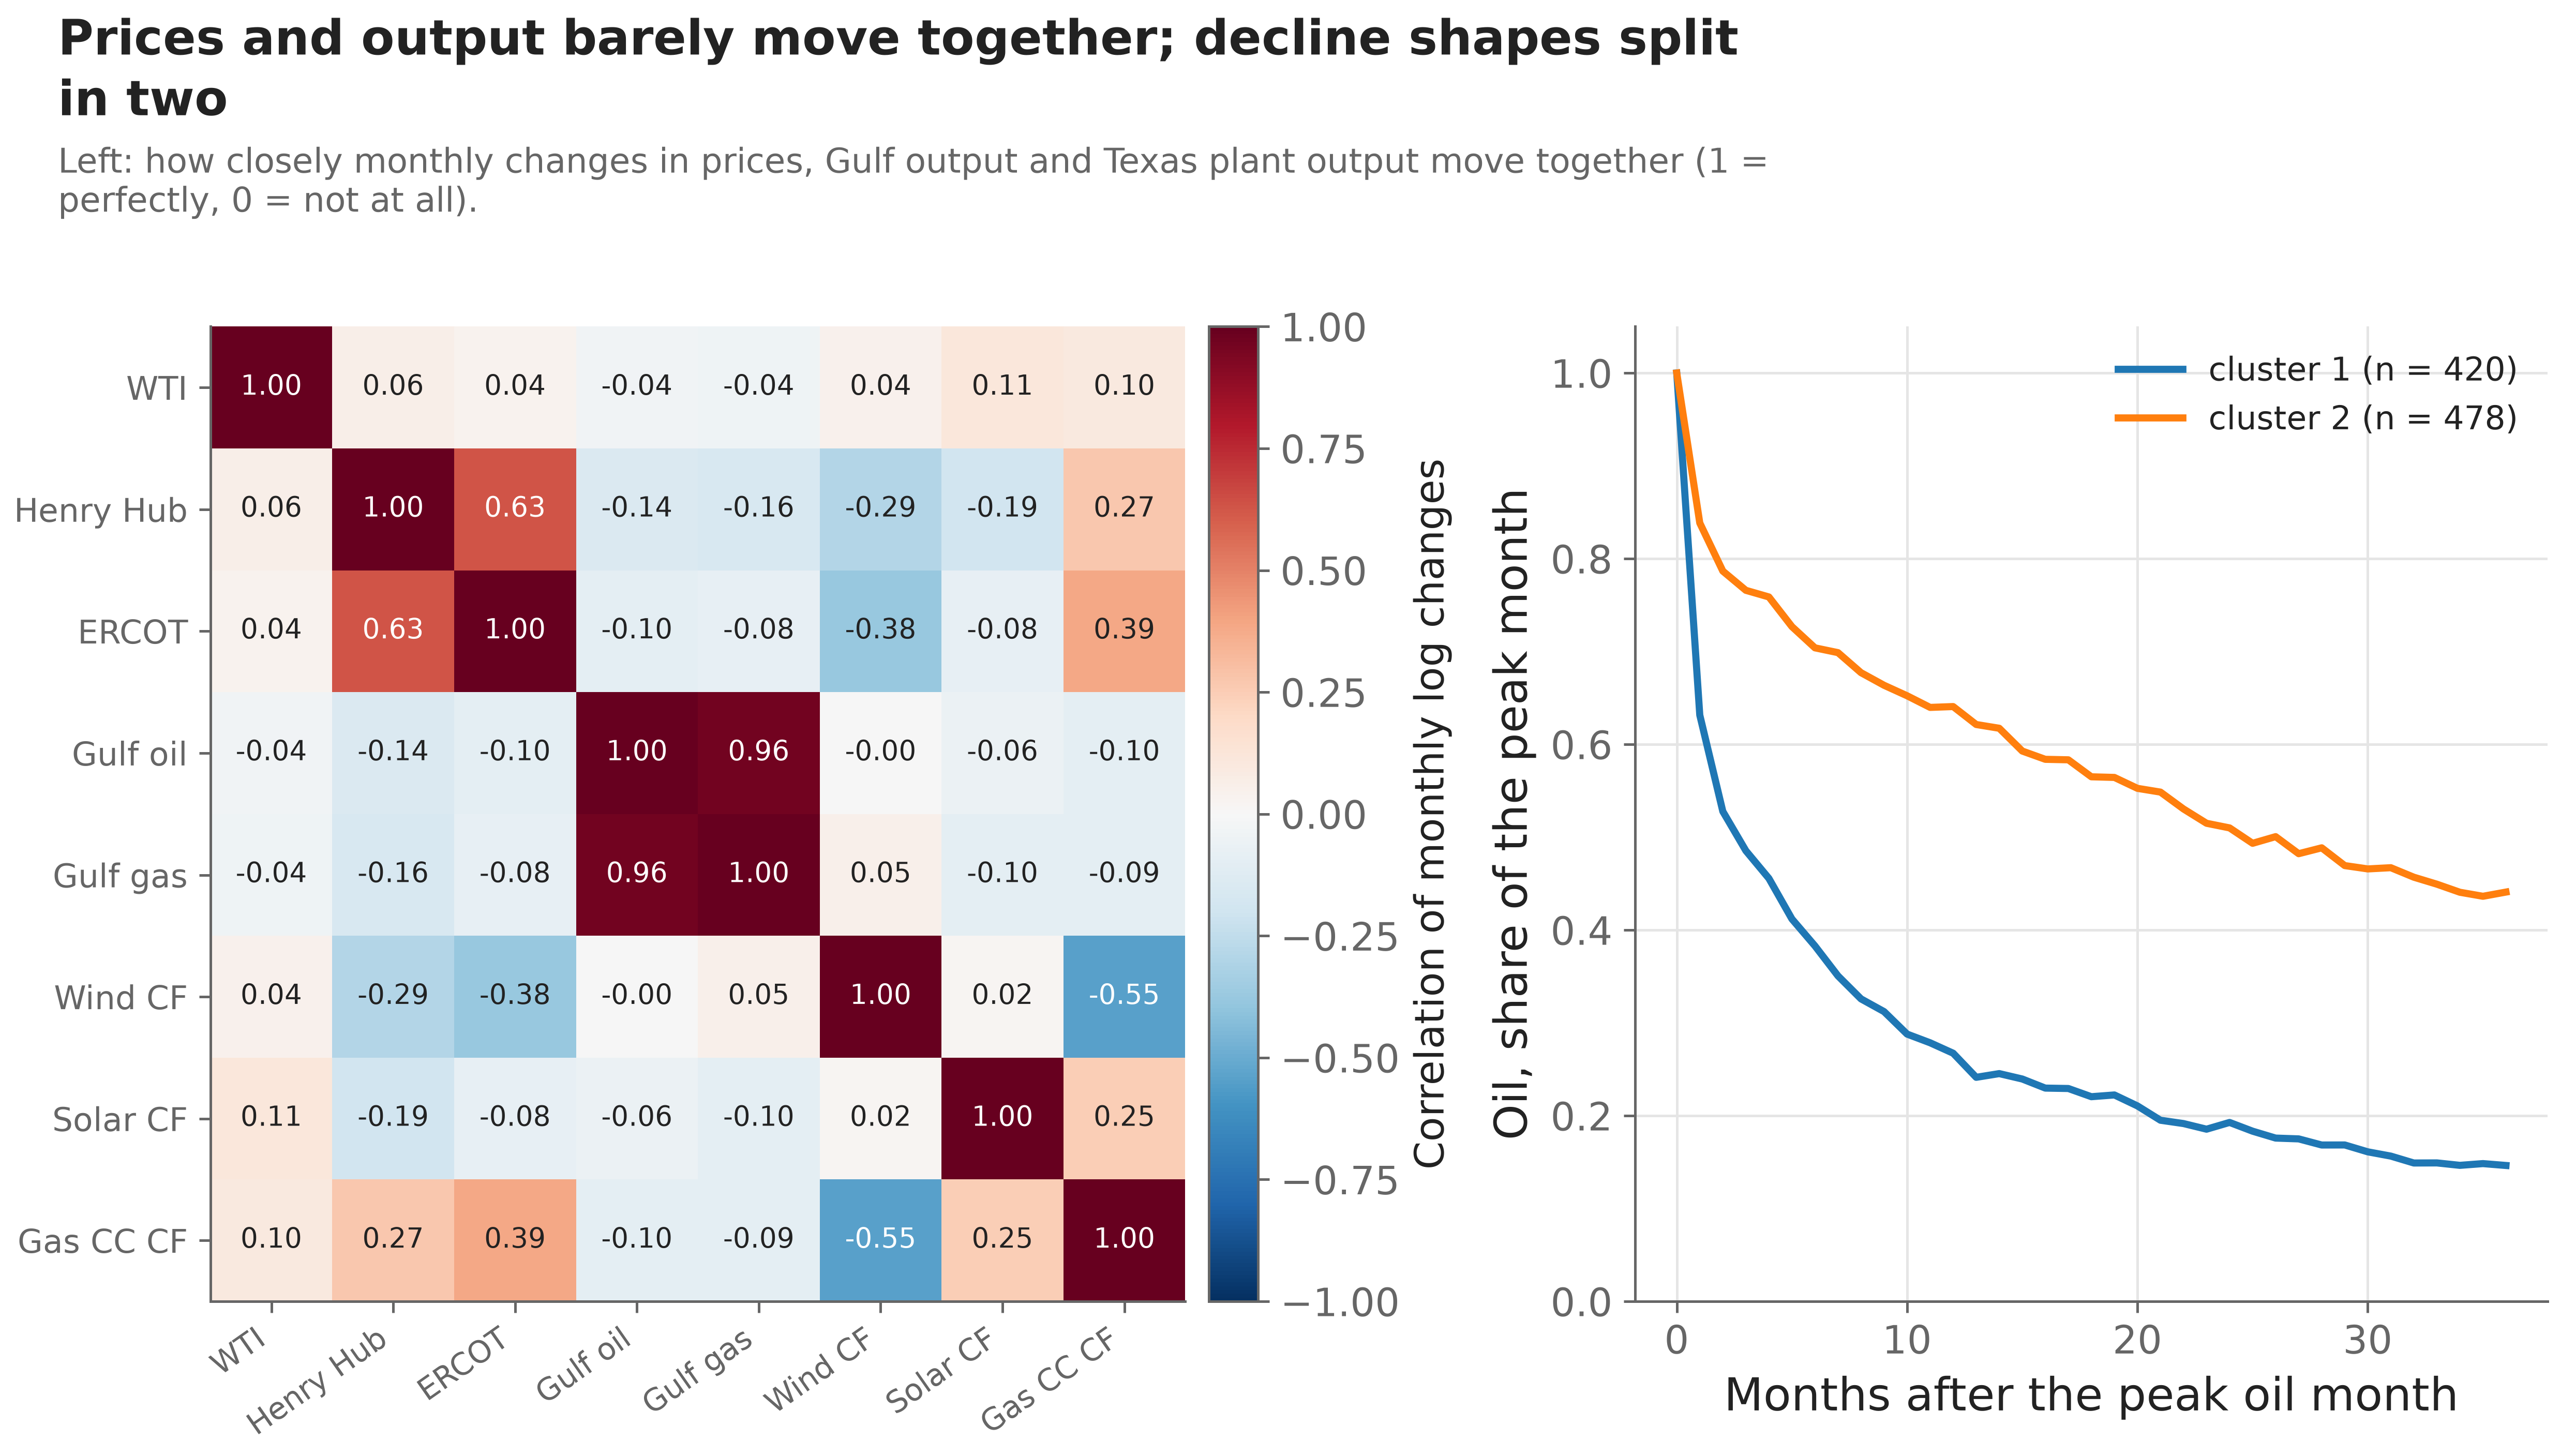 Prices and output barely move together; decline shapes split
in two
Left: how closely monthly changes in prices, Gulf output and Texas plant output move together (1 =
perfectly, 0 = not at all).
WTI 1.00 0.06 0.04 -0.04 -0.04 0.04 0.11 0.10
Henry Hub 0.06 1.00 0.63 -0.14 -0.16 -0.29 -0.19 0.27
ERCOT 0.04 0.63 1.00 -0.10 -0.08 -0.38 -0.08 0.39
Gulf oil -0.04 -0.14 -0.10 1.00 0.96 -0.00 -0.06 -0.10
Gulf gas -0.04 -0.16 -0.08 0.96 1.00 0.05 -0.10 -0.09
Wind CF 0.04 -0.29 -0.38 -0.00 0.05 1.00 0.02 -0.55
Solar CF 0.11 -0.19 -0.08 -0.06 -0.10 0.02 1.00 0.25
Gas CC CF 0.10 0.27 0.39 -0.10 -0.09 -0.55 0.25 1.00
WTI Henry Hub ERCOT Gulf oil Gulf gas Wind CF Solar CF Gas CC CF
1.00
0.75
0.50
0.25
0.00
−0.25
−0.50
−0.75
−1.00
Correlation of monthly log changes
Oil, share of the peak month
1.0
0.8
0.6
0.4
0.2
0.0
cluster 1 (n = 420)
cluster 2 (n = 478)
0 10 20 30
Months after the peak oil month